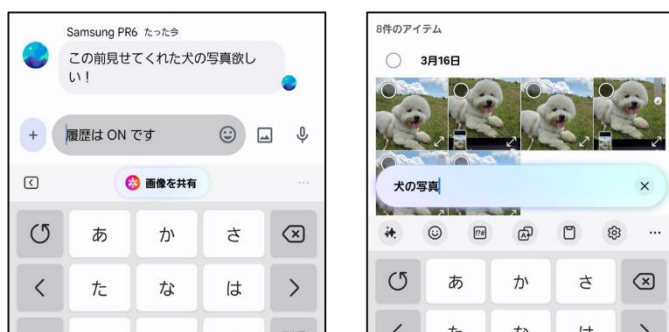 Samsung PR6 たった今
この前見せてくれた犬の写真欲し
い！
履歴は ON です
画像を共有
あ
か
さ
た
な
は
8件のアイテム
3月16日
犬の写真
!?#
あ
か
さ